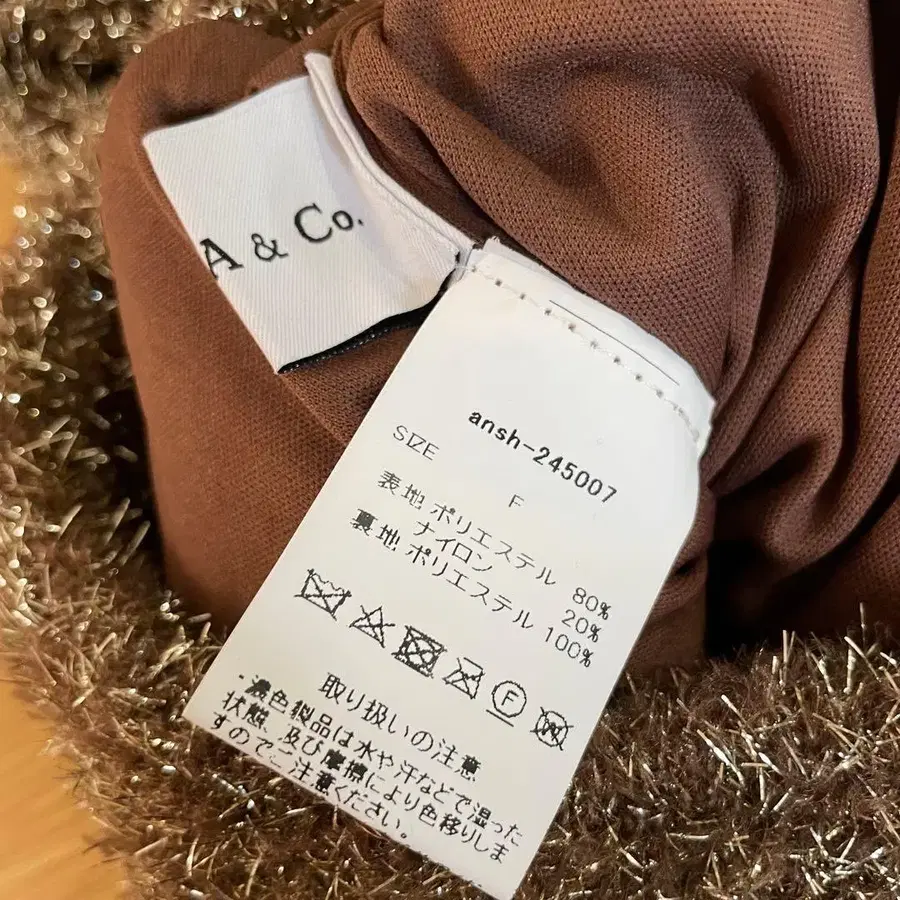 A & Co.
ansh-245007
SIZE
F
表地 ポリエステル 80%
ナイロン 20%
裏地 ポリエステル 100%
F
W
取り扱いの注意
・濃色製品は水や汗などで湿った
状態、及び摩擦により色移りしま
すのでご注意ください。